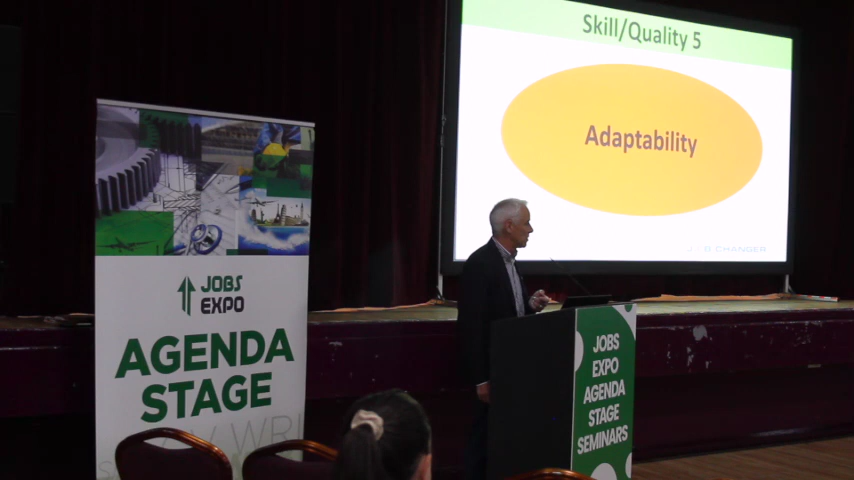 Skill/Quality 5
Adaptability
CHANGER
JOBS
EXPO
AGENDA
STAGE
JOBS
EXPO
AGENDA
STAGE
SEMINARS